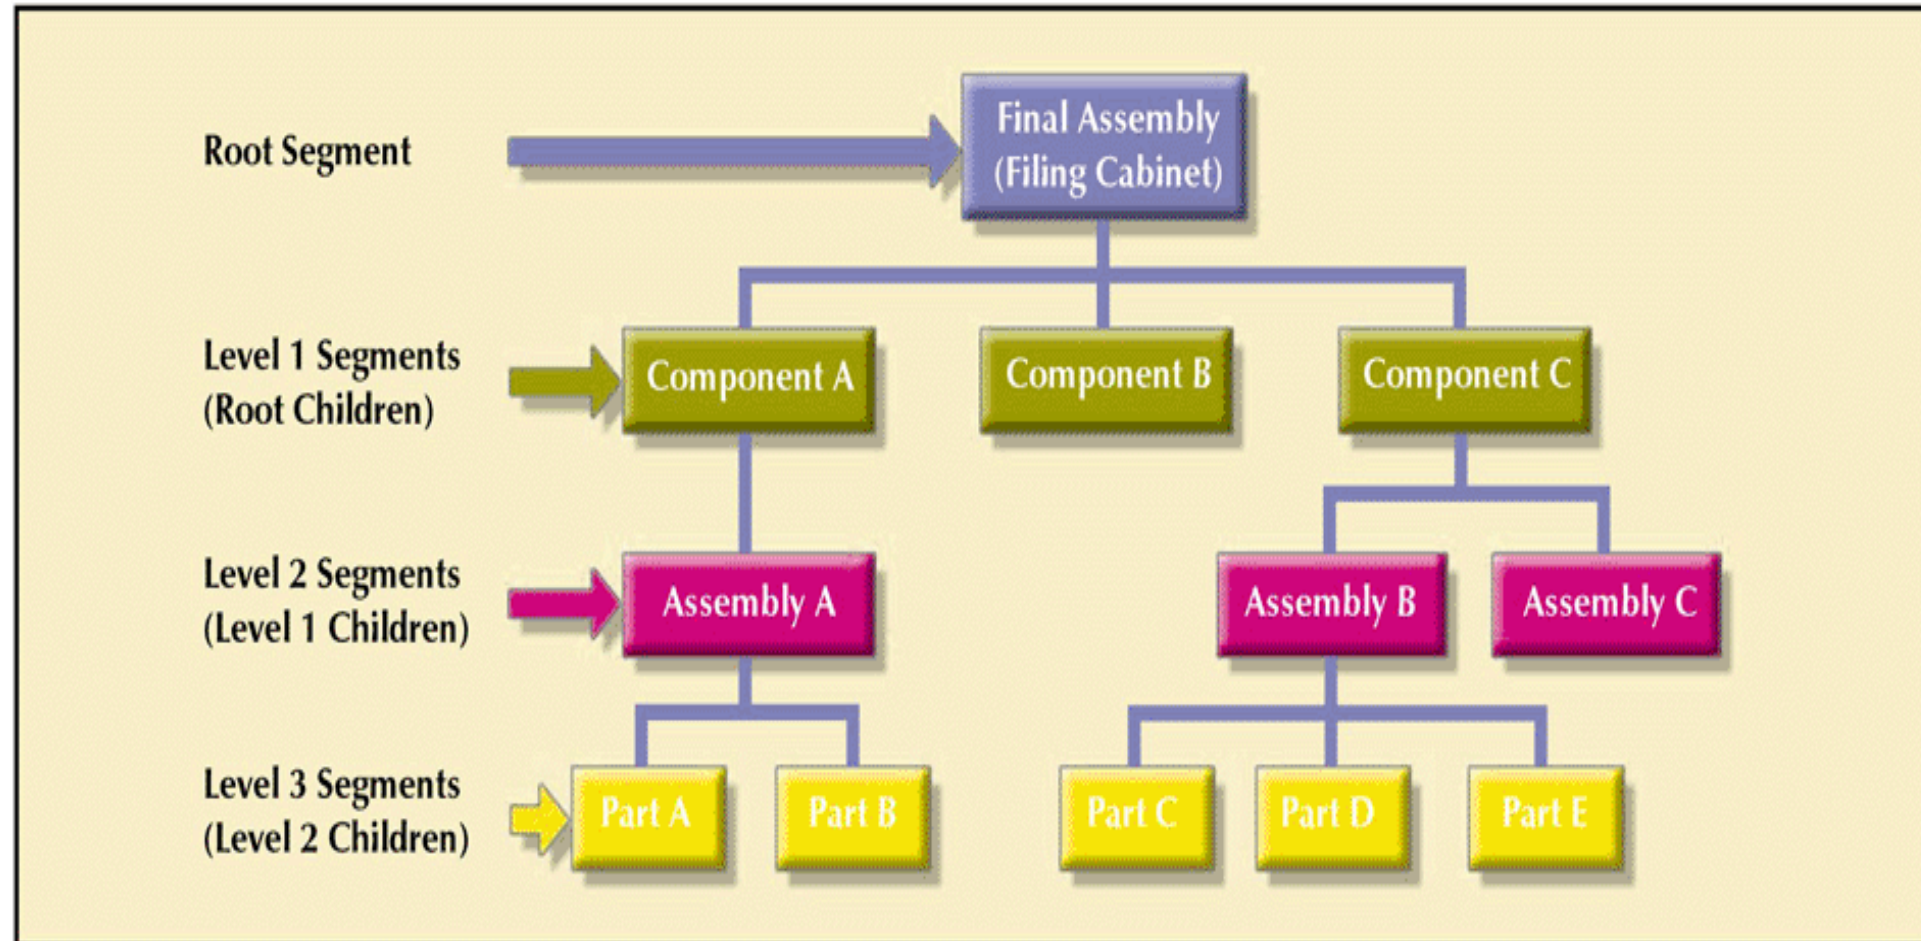 Final Assembly
(Filing Cabinet)
Root Segment
Level 1 Segments
(Root Children)
Component A
Component B
Component C
Level 2 Segments
(Level 1 Children)
Assembly A
Assembly B
Assembly C
Level 3 Segments
(Level 2 Children)
Part A
Part B
Part C
Part D
Part E